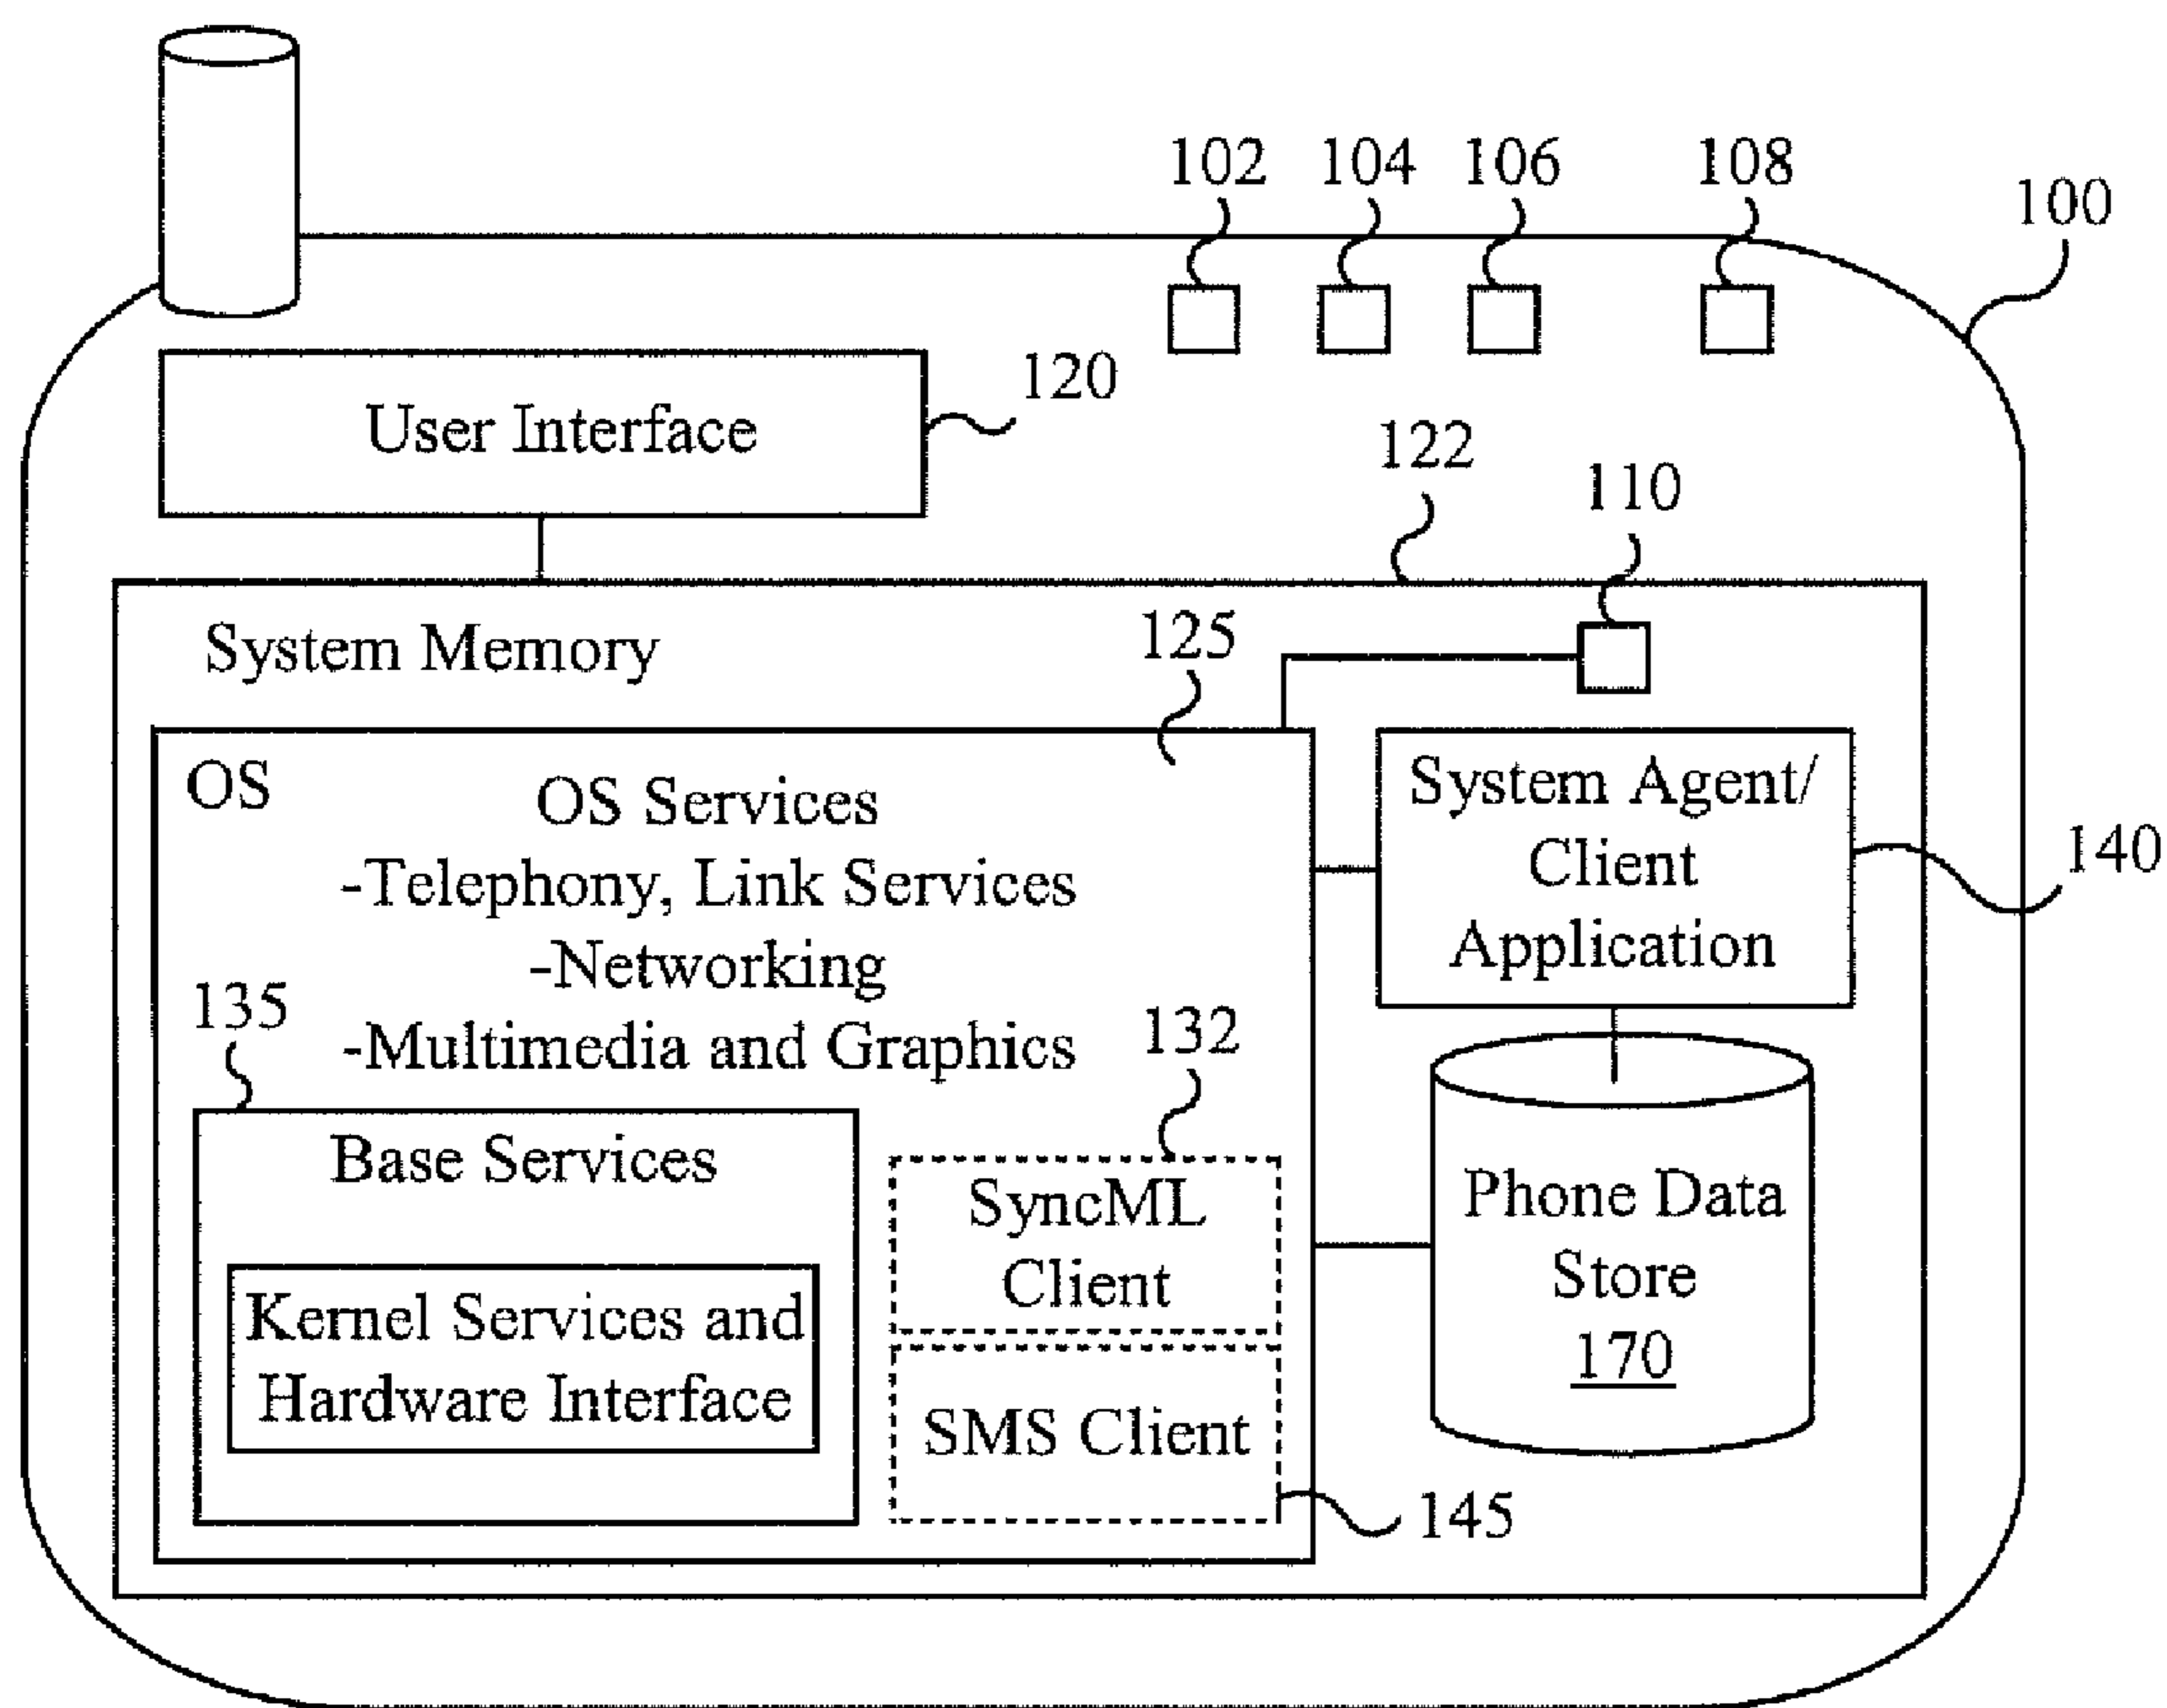 102 104 106 108
100
120
User Interface
122
110
System Memory
125
OS
OS Services
-Telephony, Link Services
-Networking
-Multimedia and Graphics
System Agent/
Client
Application
140
135
132
Base Services
Kernel Services and
Hardware Interface
SyncML
Client
SMS Client
145
Phone Data
Store
170